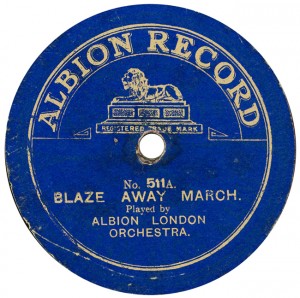 ALBION RECORD
REGISTERED TRADE MARK
No. 511A.
BLAZE AWAY MARCH.
Played by
ALBION LONDON
ORCHESTRA.